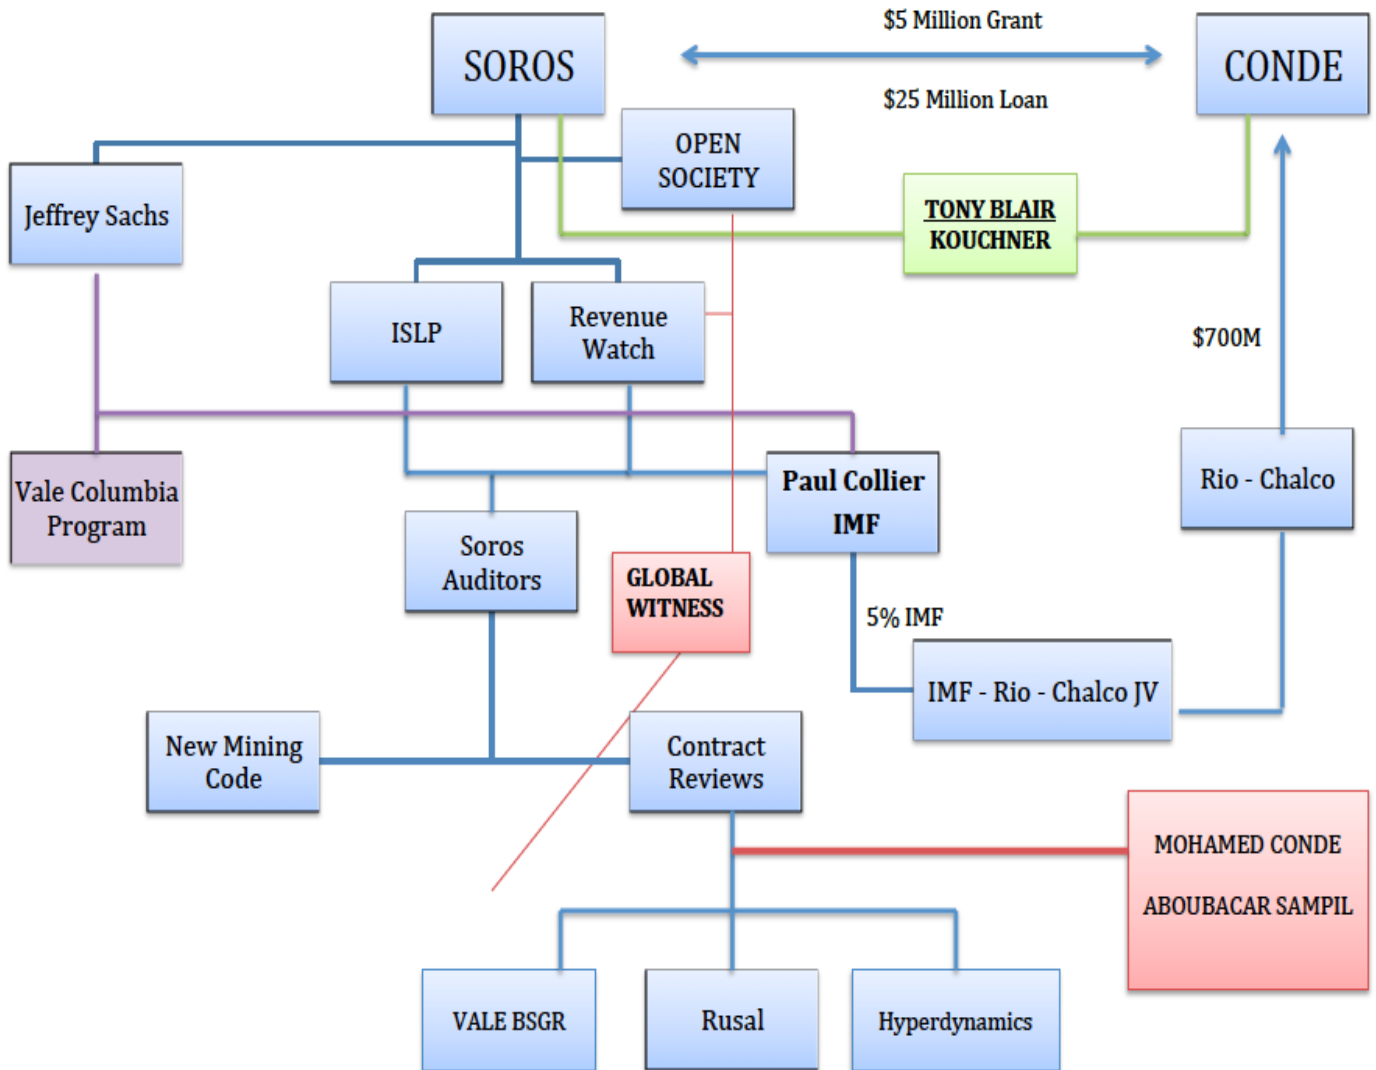 $5 Million Grant
SOROS
CONDE
$25 Million Loan
OPEN
SOCIETY
Jeffrey Sachs
TONY BLAIR
KOUCHNER
ISLP
Revenue
Watch
$700M
Vale Columbia
Program
Paul Collier
IMF
Rio - Chalco
Soros
Auditors
GLOBAL
WITNESS
5% IMF
IMF - Rio - Chalco JV
New Mining
Code
Contract
Reviews
MOHAMED CONDE
ABOUBACAR SAMPIL
VALE BSGR
Rusal
Hyperdynamics